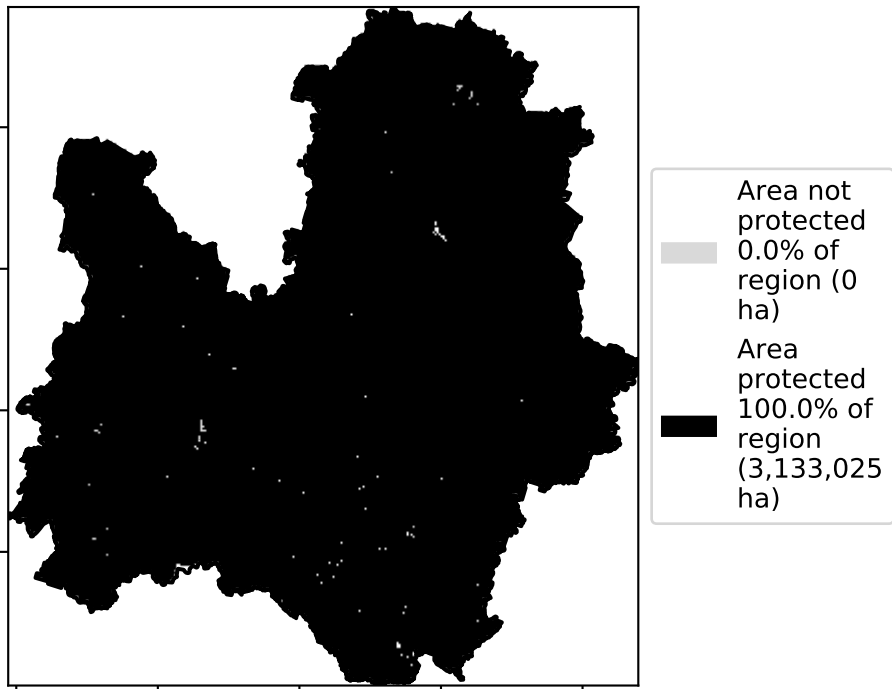 Area not
protected
0.0% of
region (0
ha)
Area
protected
100.0% of
region
(3,133,025
ha)